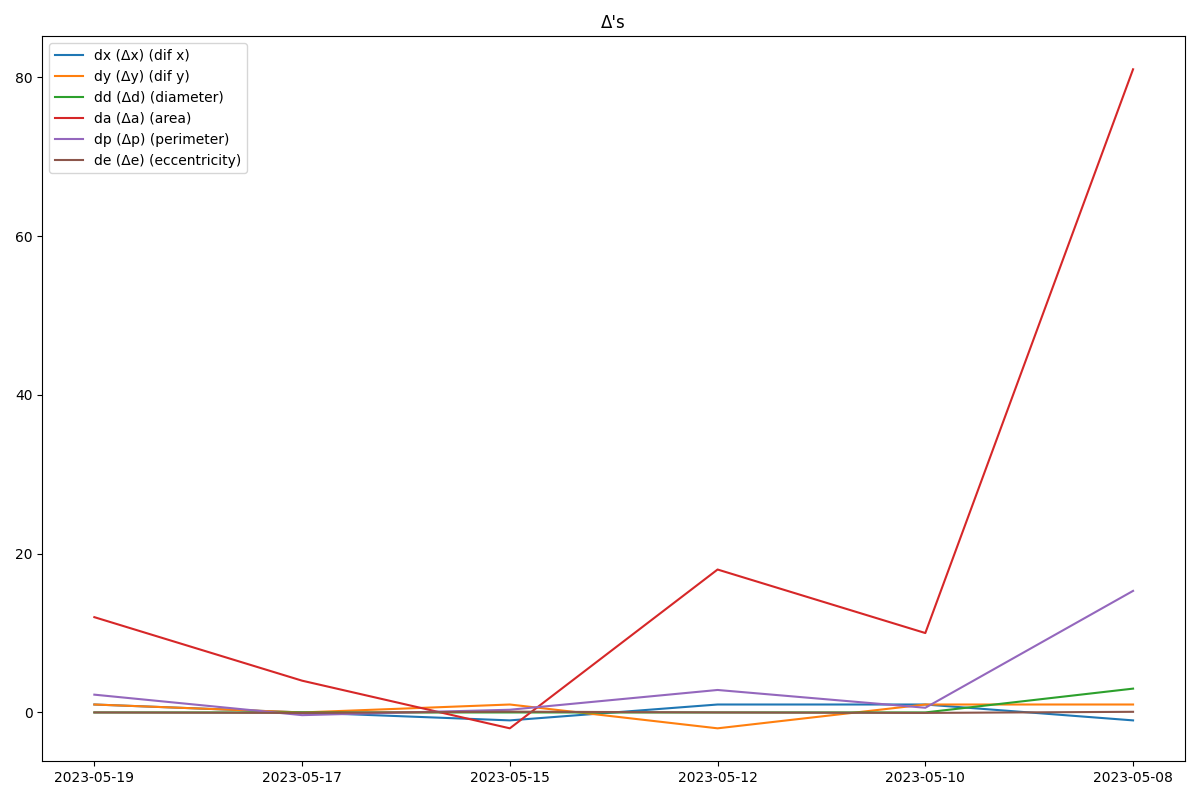 Δ's
dx (Δx) (dif x)
dy (Δy) (dif y)
dd (Δd) (diameter)
da (Δa) (area)
dp (Δp) (perimeter)
de (Δe) (eccentricity)
80
60
40
20
0
2023-05-19 2023-05-17 2023-05-15 2023-05-12 2023-05-10 2023-05-08